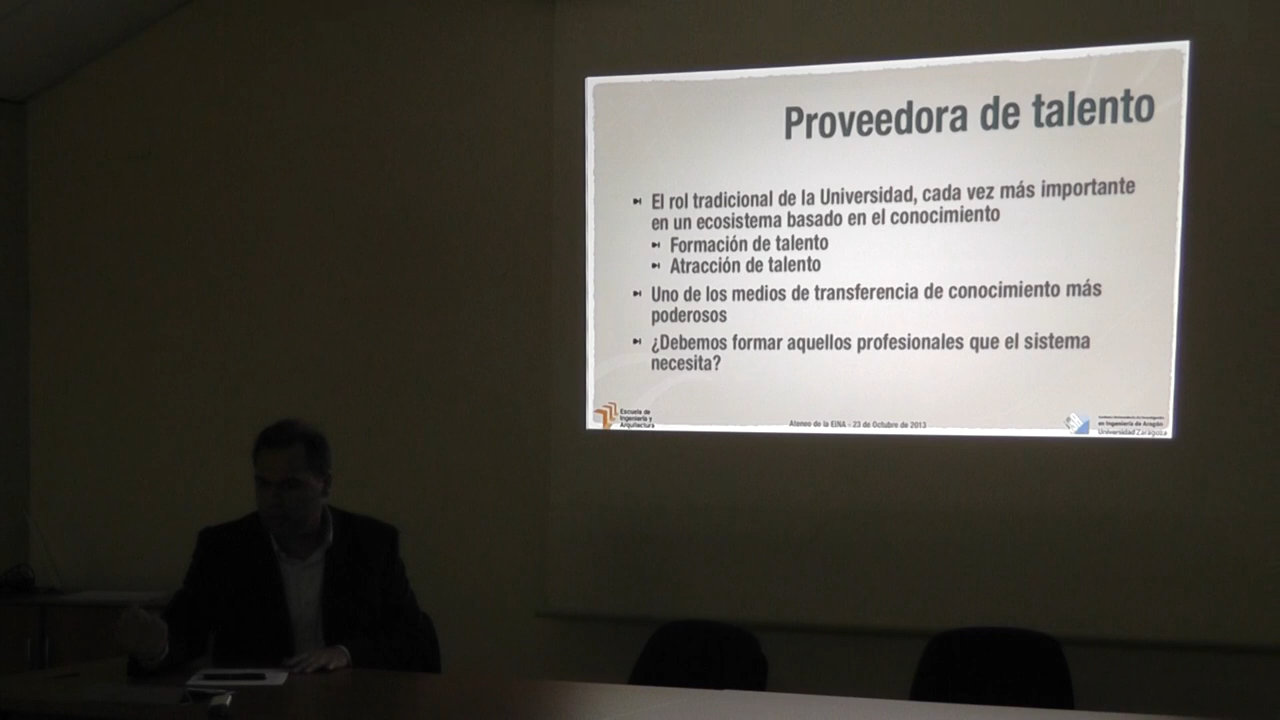 Proveedora de talento
El rol tradicional de la Universidad, cada vez más importante
en un ecosistema basado en el conocimiento
Formación de talento
Atracción de talento
Uno de los medios de transferencia de conocimiento más
poderosos
¿Debemos formar aquellos profesionales que el sistema
necesita?
Escuela de
Ingeniería y
Arquitectura
Ateneo de la EINA - 23 de Octubre de 2013
en Ingeniería de Aragón
Universidad Zaragoza